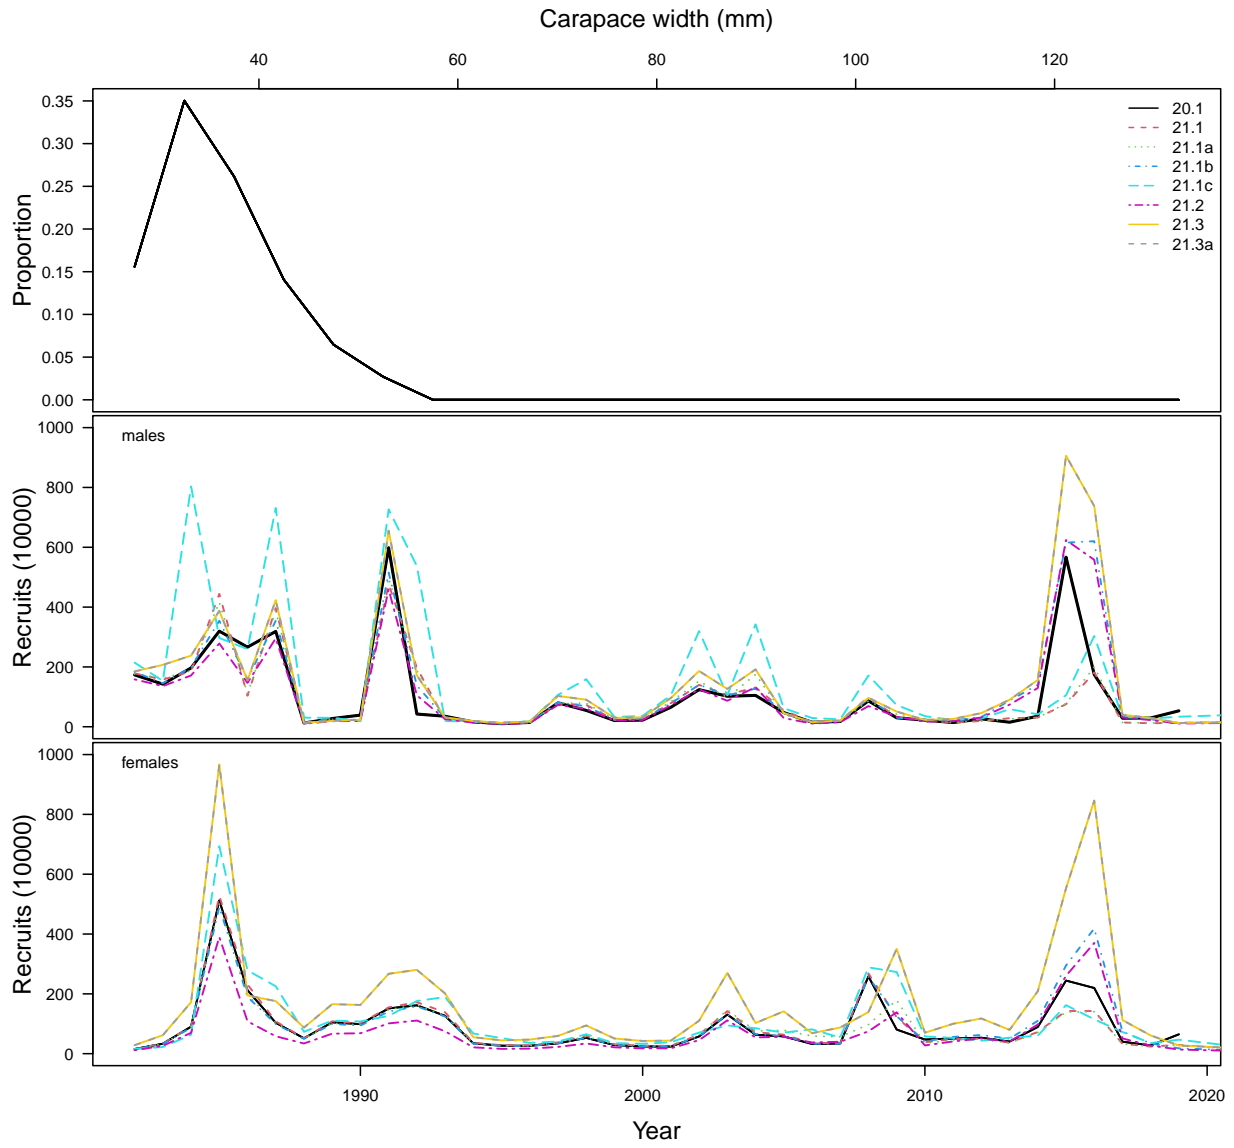 Carapace width (mm)
40 60 80 100 120
Proportion
0.35
0.30
0.25
0.20
0.15
0.10
0.05
0.00
20.1
21.1
21.1a
21.1b
21.1c
21.2
21.3
21.3a
males
Recruits (10000)
1000
800
600
400
200
0
females
Recruits (10000)
1000
800
600
400
200
0
1990 2000 2010 2020
Year